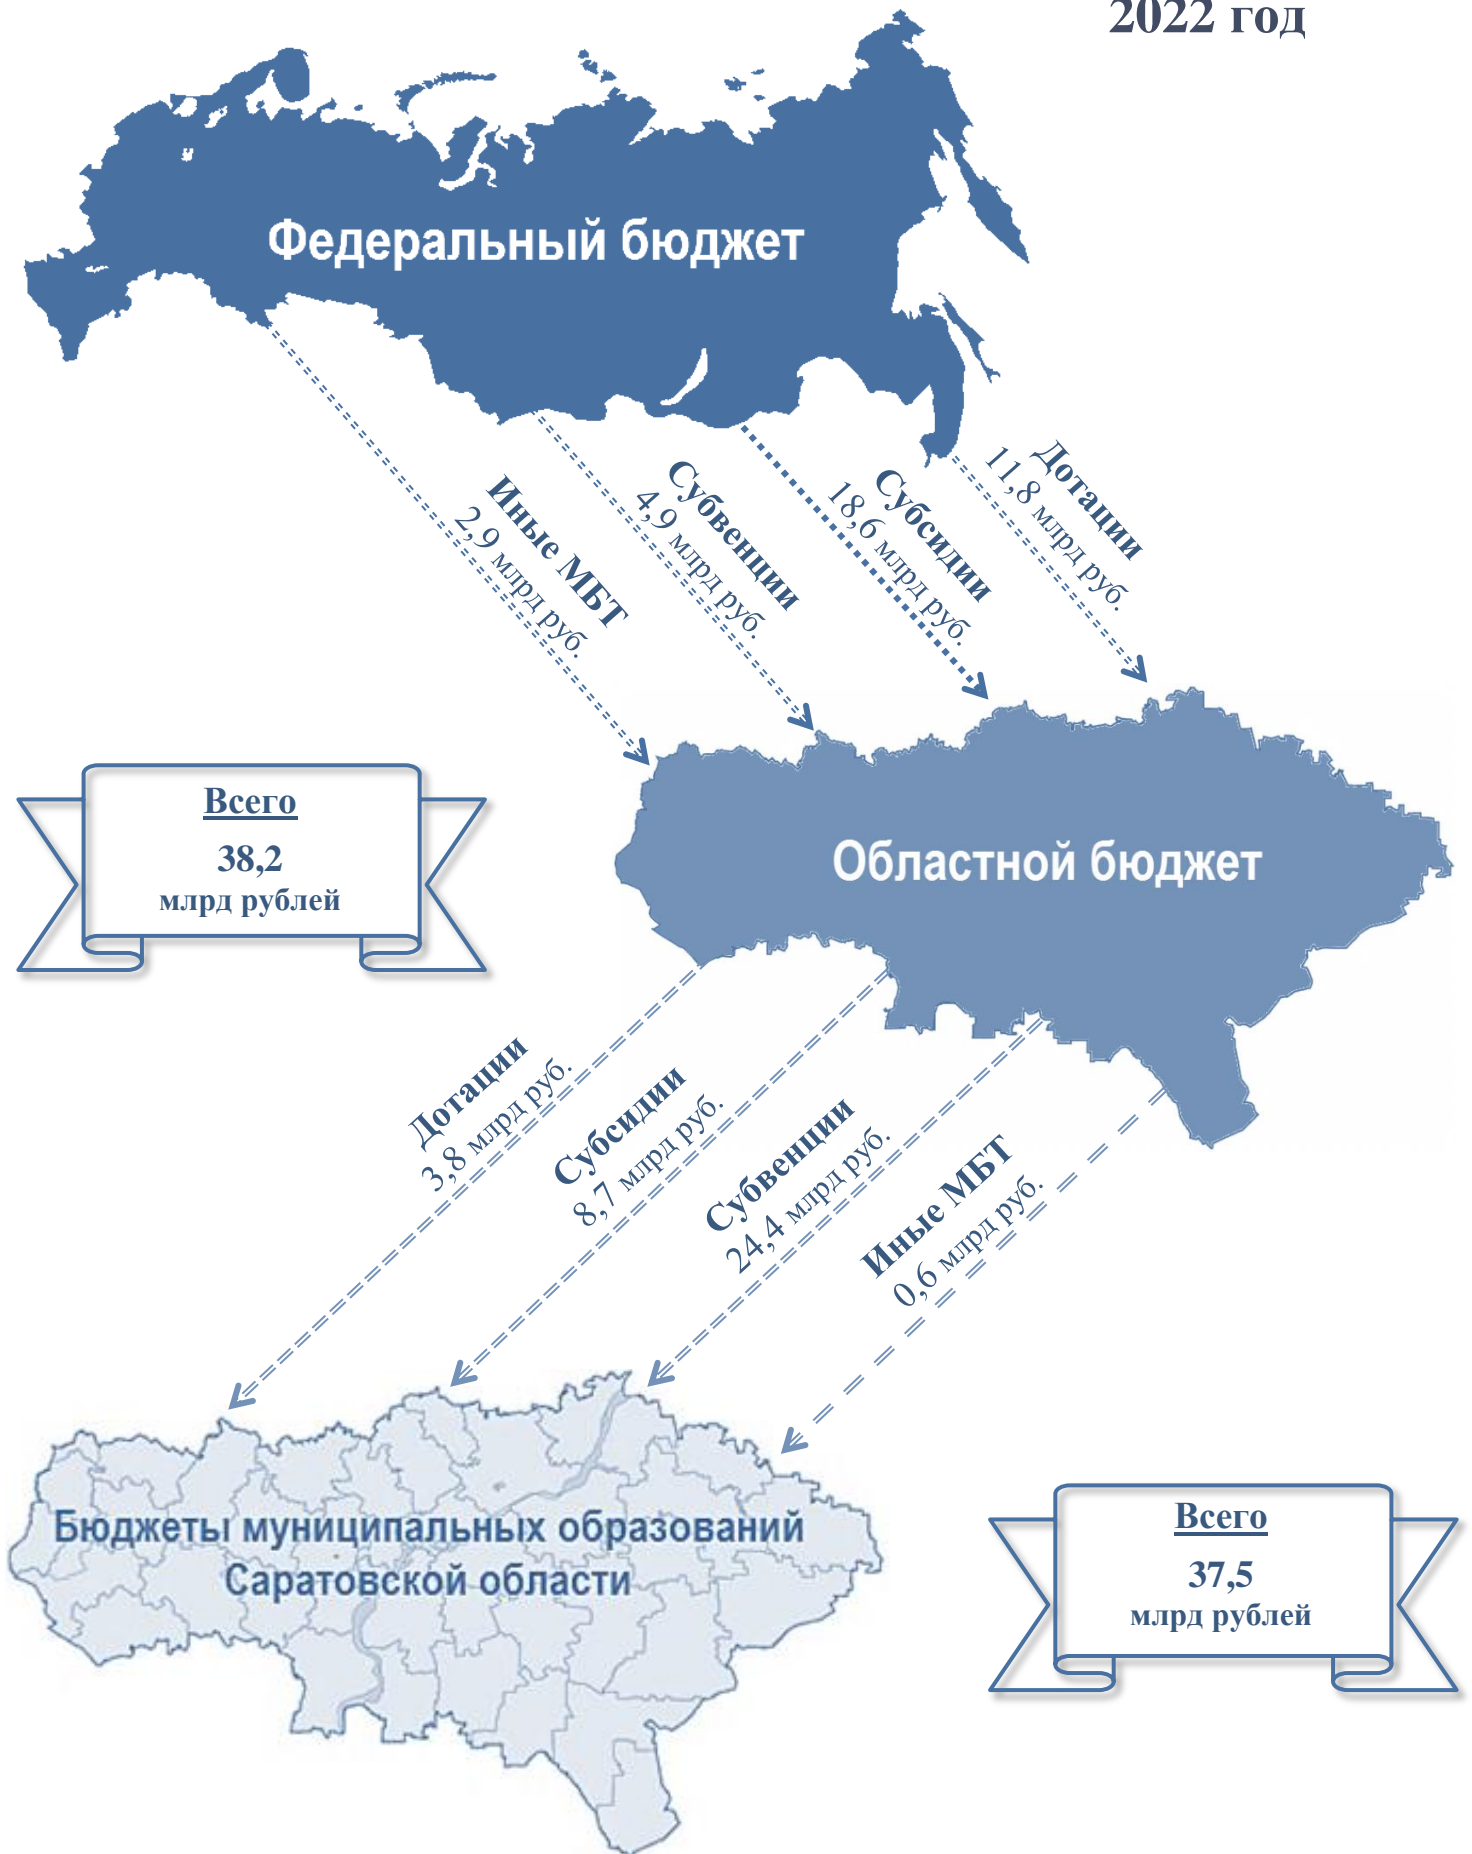 2022 год
Федеральный бюджет
Иные МБТ
2,9 млрд руб.
Субвенции
4,9 млрд руб.
Субсидии
18,6 млрд руб.
Дотации
11,8 млрд руб.
Всего
38,2
млрд рублей
Областной бюджет
Дотации
3,8 млрд руб.
Субсидии
8,7 млрд руб.
Субвенции
24,4 млрд руб.
Иные МБТ
0,6 млрд руб.
Бюджеты муниципальных образований
Саратовской области
Всего
37,5
млрд рублей